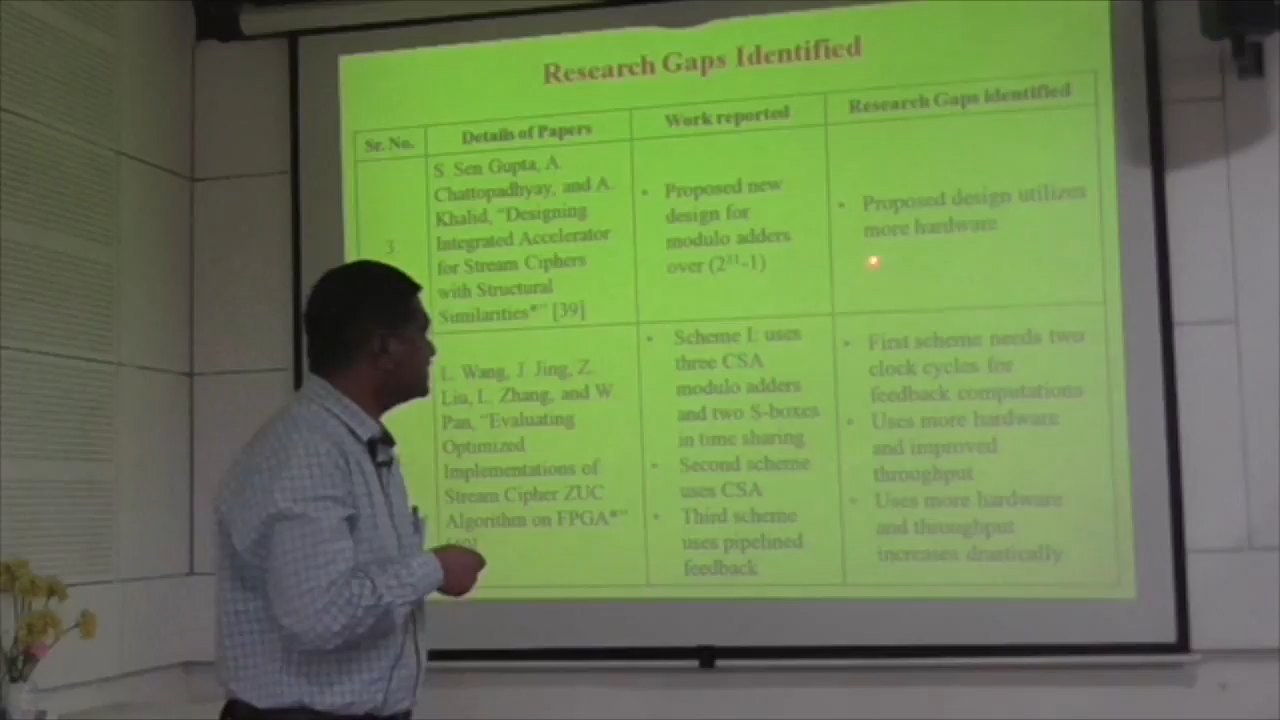 Research Gaps Identified
Sr. No.
Details of Papers
Work reported
Research Gaps identified
3
S. Sen Gupta, A.
Chattopadhyay, and A.
Khalid, "Designing
Integrated Accelerator
for Stream Ciphers
with Structural
Similarities*" [39]
• Proposed new
design for
modulo adders
over (2³¹-1)
• Proposed design utilizes
more hardware
L. Wang, J. Jing, Z.
Liu, L. Zhang, and W.
Pan, "Evaluating
Optimized
Implementations of
Stream Cipher ZUC
Algorithm on FPGA*"
• Scheme I: uses
three CSA
modulo adders
and two S-boxes
in time sharing
• Second scheme
uses CSA
• Third scheme
uses pipelined
feedback
• First scheme needs two
clock cycles for
feedback computations
• Uses more hardware
and improved
throughput
• Uses more hardware
and throughput
increases drastically